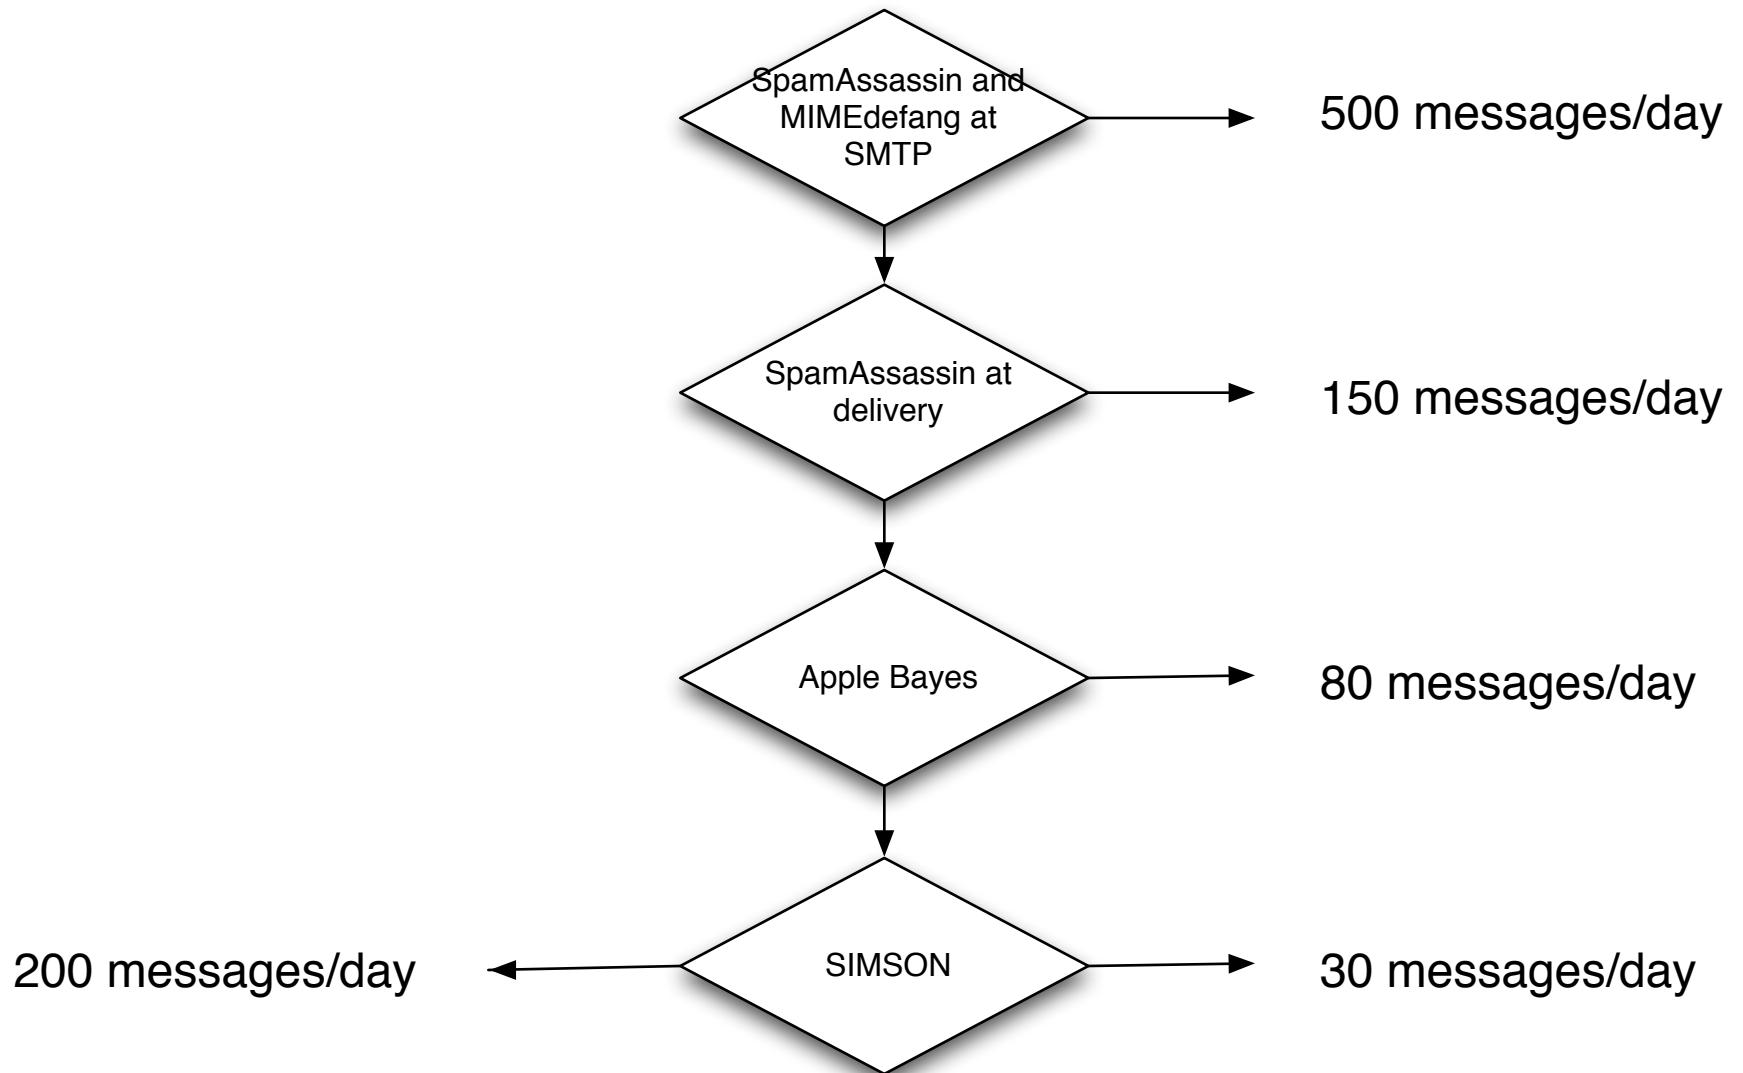 SpamAssassin and
MIMEdefang at
SMTP
500 messages/day
SpamAssassin at
delivery
150 messages/day
Apple Bayes
80 messages/day
200 messages/day
SIMSON
30 messages/day